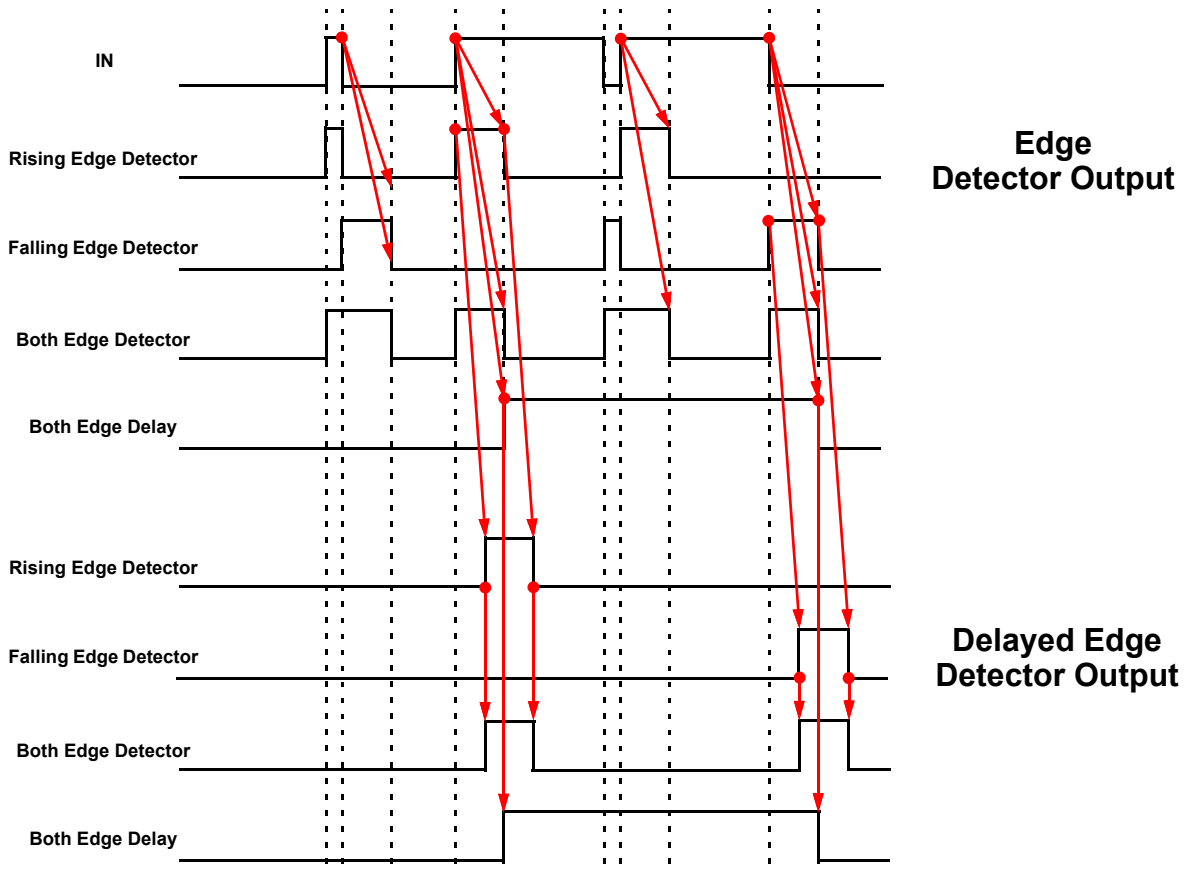 IN
Rising Edge Detector
Edge
Detector Output
Falling Edge Detector
Both Edge Detector
Both Edge Delay
Rising Edge Detector
Falling Edge Detector
Delayed Edge
Detector Output
Both Edge Detector
Both Edge Delay